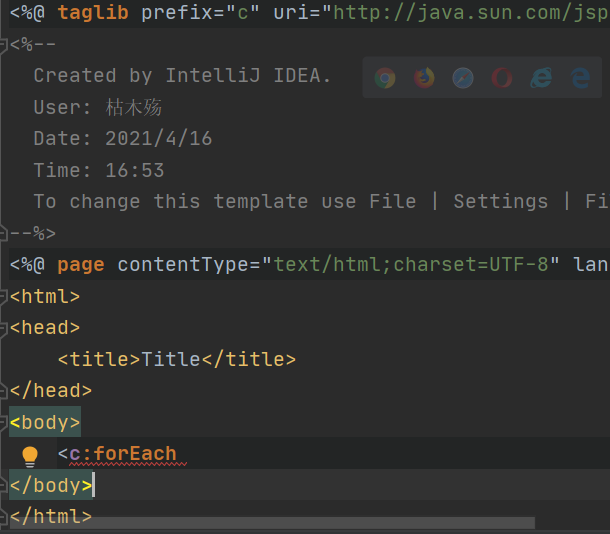 <%@ taglib prefix="c" uri="http://java.sun.com/jsp
<%--
Created by IntelliJ IDEA.
User: 枯木殇
Date: 2021/4/16
Time: 16:53
To change this template use File | Settings | Fi
--%>
<%@ page contentType="text/html;charset=UTF-8" lan
<html>
<head>
<title>Title</title>
</head>
<body>
<c:forEach
</body>
</html>